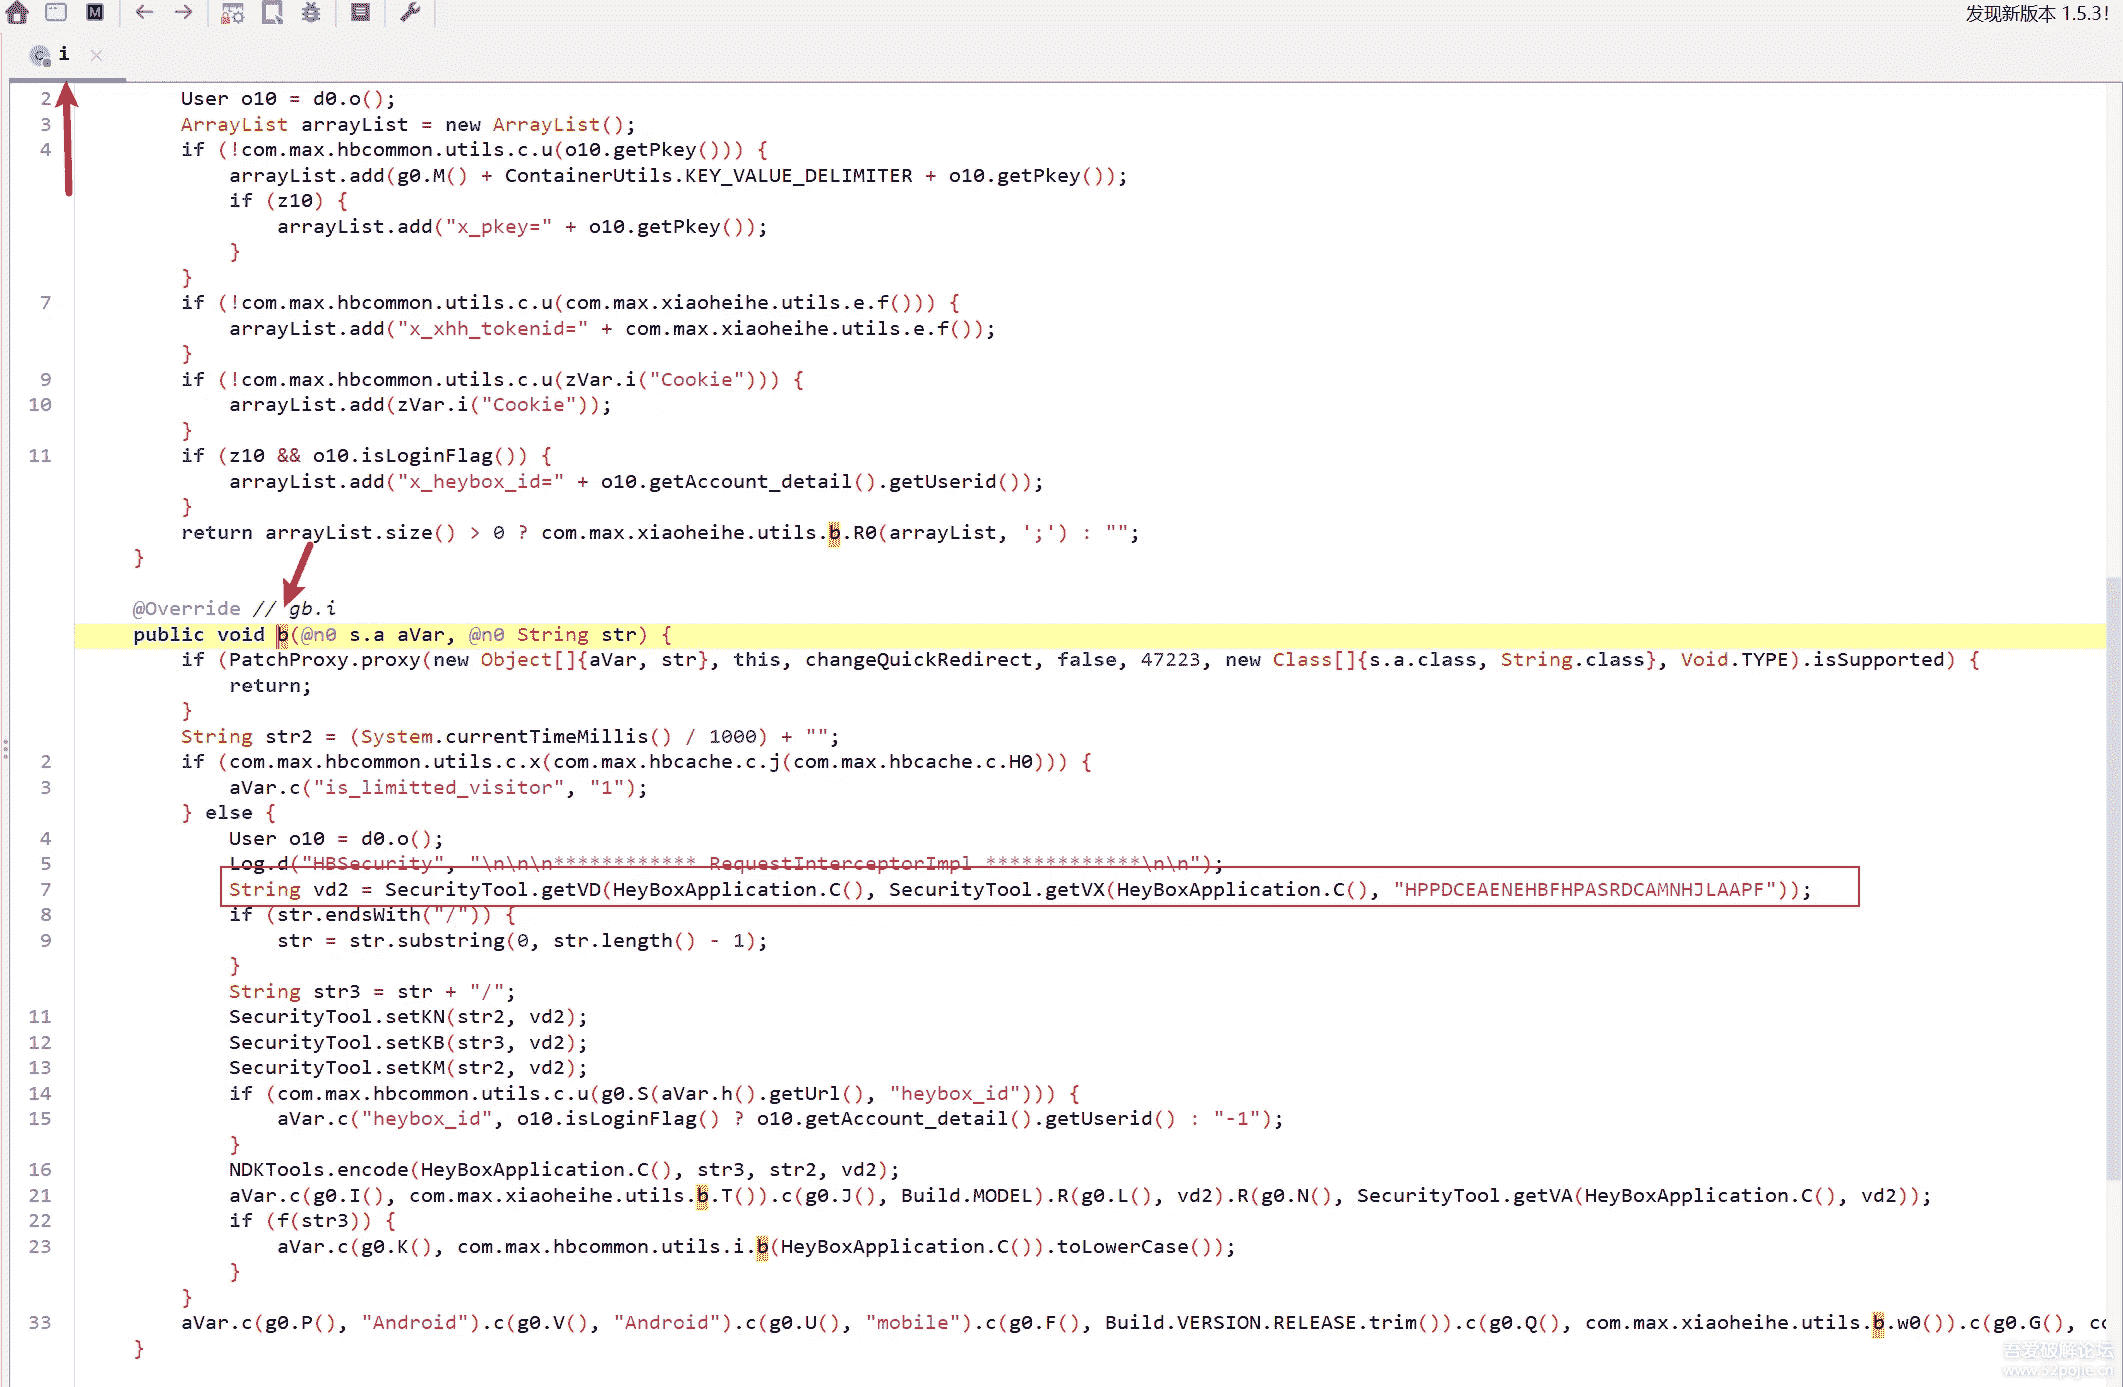 发现新版本 1.5.3!
i
2 User o10 = d0.o();
3 ArrayList arrayList = new ArrayList();
4 if (!com.max.hbcommon.utils.c.u(o10.getPkey())) {
arrayList.add(g0.M() + ContainerUtils.KEY_VALUE_DELIMITER + o10.getPkey());
if (z10) {
arrayList.add("x_pkey=" + o10.getPkey());
}
}
7 if (!com.max.hbcommon.utils.c.u(com.max.xiaoheihe.utils.e.f())) {
arrayList.add("x_xhh_tokenid=" + com.max.xiaoheihe.utils.e.f());
}
9 if (!com.max.hbcommon.utils.c.u(zVar.i("Cookie"))) {
10 arrayList.add(zVar.i("Cookie"));
}
11 if (z10 && o10.isLoginFlag()) {
arrayList.add("x_heybox_id=" + o10.getAccount_detail().getUserid());
}
return arrayList.size() > 0 ? com.max.xiaoheihe.utils.b.R0(arrayList, ';') : "";
}
@Override // gb.i
public void b(@n0 s.a aVar, @n0 String str) {
if (PatchProxy.proxy(new Object[]{aVar, str}, this, changeQuickRedirect, false, 47223, new Class[]{s.a.class, String.class}, Void.TYPE).isSupported) {
return;
}
String str2 = (System.currentTimeMillis() / 1000) + "";
2 if (com.max.hbcommon.utils.c.x(com.max.hbcache.c.j(com.max.hbcache.c.H0))) {
3 aVar.c("is_limitted_visitor", "1");
} else {
4 User o10 = d0.o();
5 Log.d("HBSecurity", "\n\n\n************ RequestInterceptorImpl *************\n\n");
7 String vd2 = SecurityTool.getVD(HeyBoxApplication.C(), SecurityTool.getVX(HeyBoxApplication.C(), "HPPDCEAENEHBFHPASRDCAMNHJLAAPF"));
8 if (str.endsWith("/")) {
9 str = str.substring(0, str.length() - 1);
}
String str3 = str + "/";
11 SecurityTool.setKN(str2, vd2);
12 SecurityTool.setKB(str3, vd2);
13 SecurityTool.setKM(str2, vd2);
14 if (com.max.hbcommon.utils.c.u(g0.S(aVar.h().getUrl(), "heybox_id"))) {
15 aVar.c("heybox_id", o10.isLoginFlag() ? o10.getAccount_detail().getUserid() : "-1");
}
16 NDKTools.encode(HeyBoxApplication.C(), str3, str2, vd2);
21 aVar.c(g0.I(), com.max.xiaoheihe.utils.b.T()).c(g0.J(), Build.MODEL).R(g0.L(), vd2).R(g0.N(), SecurityTool.getVA(HeyBoxApplication.C(), vd2));
22 if (f(str3)) {
23 aVar.c(g0.K(), com.max.hbcommon.utils.i.b(HeyBoxApplication.C()).toLowerCase());
}
}
33 aVar.c(g0.P(), "Android").c(g0.V(), "Android").c(g0.U(), "mobile").c(g0.F(), Build.VERSION.RELEASE.trim()).c(g0.Q(), com.max.xiaoheihe.utils.b.w0()).c(g0.G(), co
}
吾爱破解论坛
www.52pojie.cn